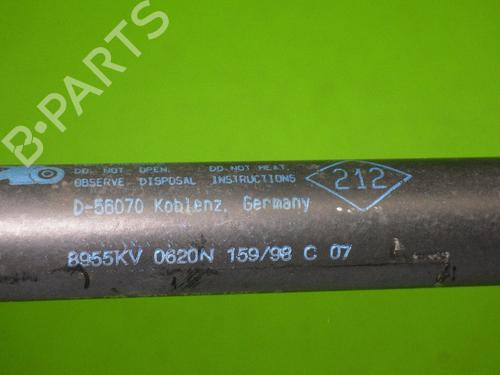 DO. NOT. OPEN. DO.NOT HEAT.
OBSERVE DISPOSAL INSTRUCTIONS
212
D-56070 Koblenz, Germany
8955KV 0620N 159/98 C 07
B-PARTS